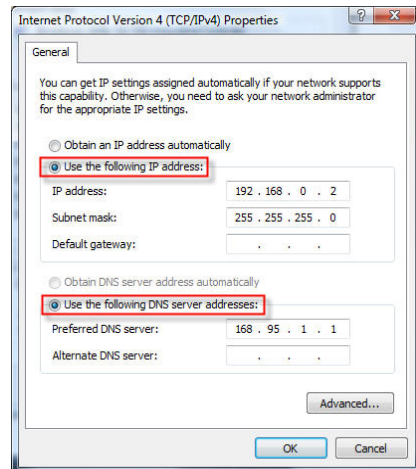 Internet Protocol Version 4 (TCP/IPv4) Properties
General
You can get IP settings assigned automatically if your network supports
this capability. Otherwise, you need to ask your network administrator
for the appropriate IP settings.
Obtain an IP address automatically
Use the following IP address:
IP address: 192 . 168 . 0 . 2
Subnet mask: 255 . 255 . 255 . 0
Default gateway: . . .
Obtain DNS server address automatically
Use the following DNS server addresses:
Preferred DNS server: 168 . 95 . 1 . 1
Alternate DNS server: . . .
Advanced...
OK Cancel